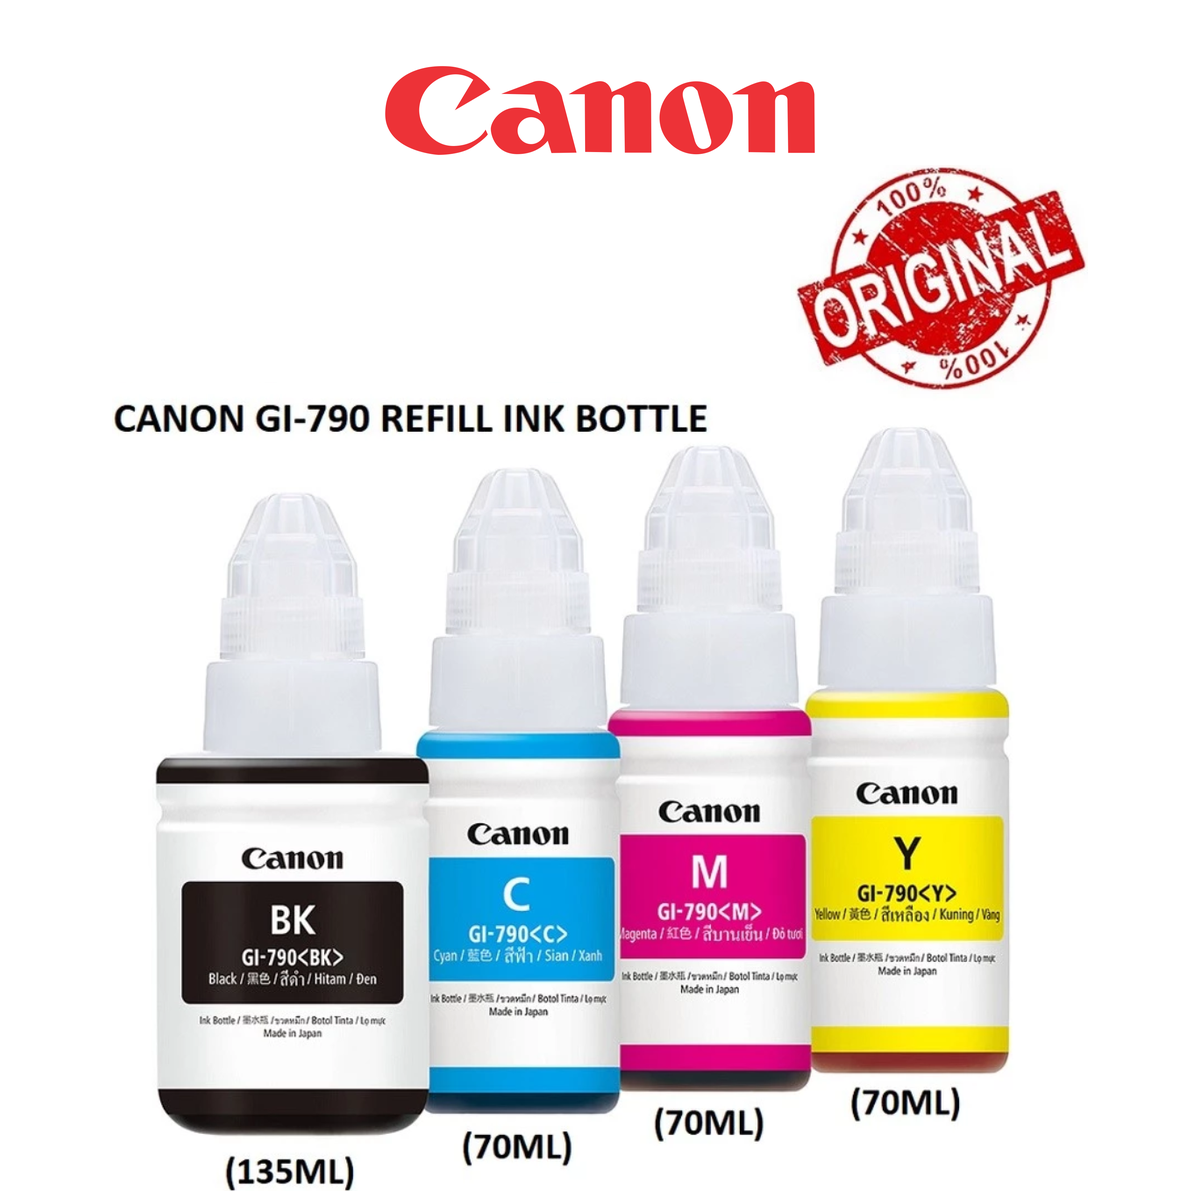 Canon
100%
ORIGINAL
100%
CANON GI-790 REFILL INK BOTTLE
Canon
BK
GI-790<BK>
Black / 黑色 / สีดำ / Hitam / Đen
Ink Bottle / 墨水瓶 / ขวดหมึก / Botol Tinta / Lọ mực
Made in Japan
(135ML)
Canon
C
GI-790<C>
Cyan / 藍色 / สีฟ้า / Sian / Xanh
Ink Bottle / 墨水瓶 / ขวดหมึก / Botol Tinta / Lọ mực
Made in Japan
(70ML)
Canon
M
GI-790<M>
Magenta / 紅色 / สีบานเย็น / Đỏ tươi
Ink Bottle / 墨水瓶 / ขวดหมึก / Botol Tinta / Lọ mực
Made in Japan
(70ML)
Canon
Y
GI-790<Y>
Yellow / 黃色 / สีเหลือง / Kuning / Vàng
Ink Bottle / 墨水瓶 / ขวดหมึก / Botol Tinta / Lọ mực
Made in Japan
(70ML)